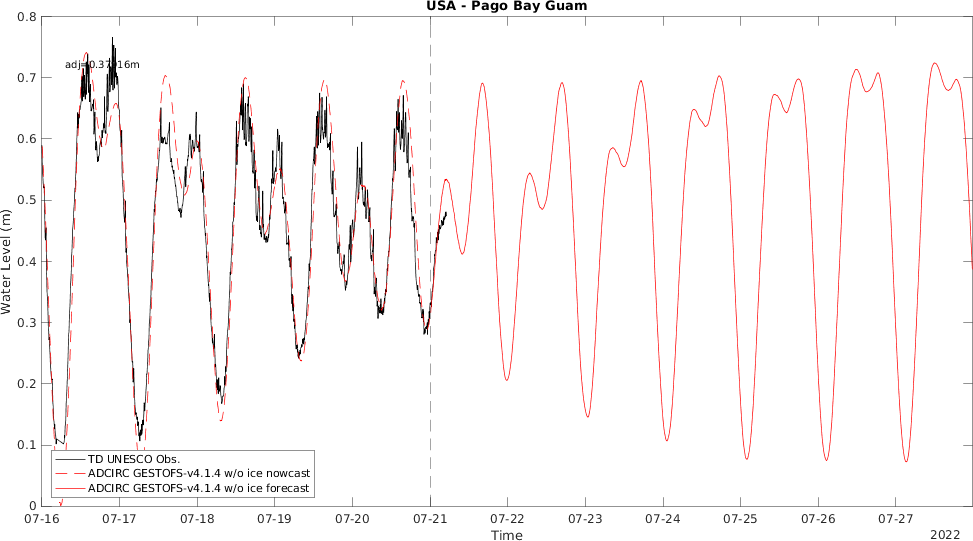 USA - Pago Bay Guam
0.8
0.7
0.6
0.5
0.4
0.3
0.2
0.1
0
Water Level (m)
TD UNESCO Obs.
ADCIRC GESTOFS-v4.1.4 w/o ice nowcast
ADCIRC GESTOFS-v4.1.4 w/o ice forecast
07-16 07-17 07-18 07-19 07-20 07-21 07-22 07-23 07-24 07-25 07-26 07-27
Time
2022